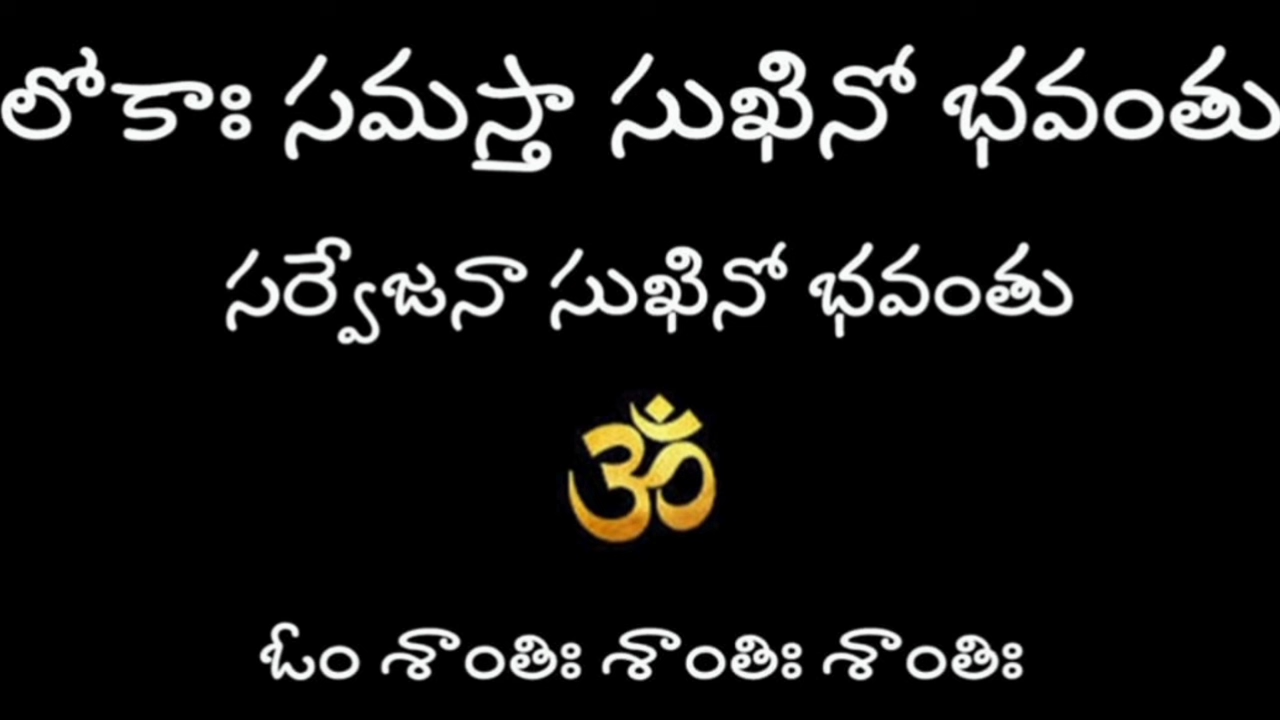 లోకాః సమస్తా సుఖినో భవంతు
సర్వేజనా సుఖినో భవంతు
ॐ
ఓం శాంతిః శాంతిః శాంతిః